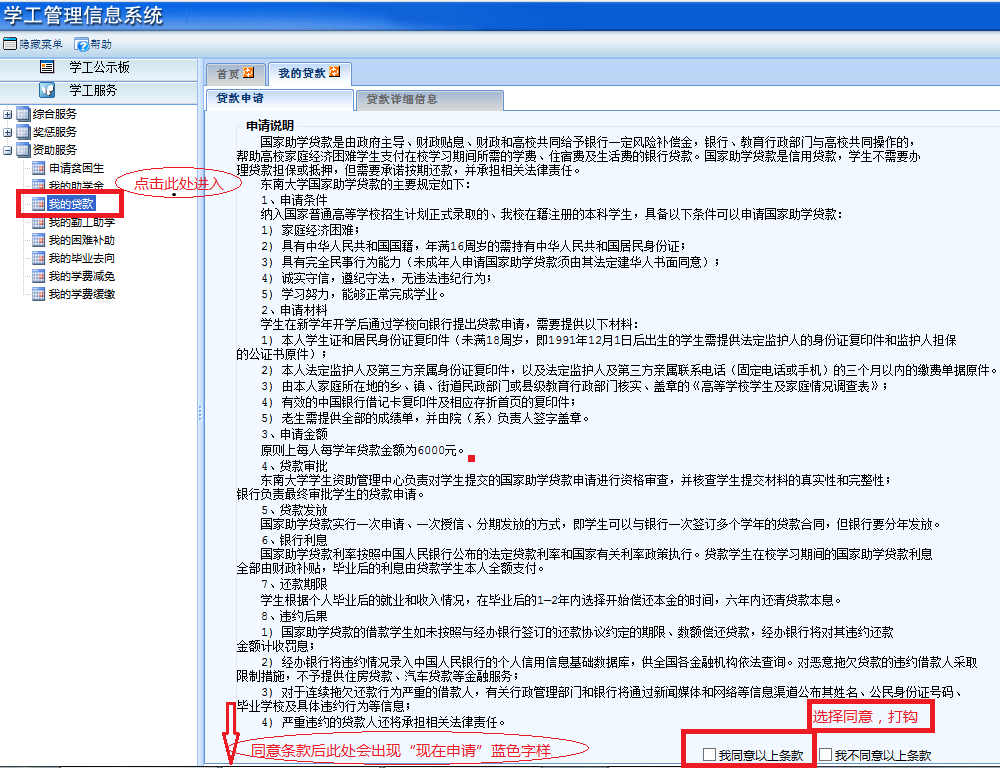 学工管理信息系统
隐藏菜单 帮助
学工公示板
学工服务
综合服务
奖惩服务
资助服务
申请贫困生
我的助学金
我的贷款
我的勤工助学
我的困难补助
我的毕业去向
我的学费减免
我的学费缓缴
点击此处进入
首页 我的贷款
贷款申请 贷款详细信息
申请说明
国家助学贷款是由政府主导、财政贴息、财政和高校共同给予银行一定风险补偿金，银行、教育行政部门与高校共同操作的，
帮助高校家庭经济困难学生支付在校学习期间所需的学费、住宿费及生活费的银行贷款。国家助学贷款是信用贷款，学生不需要办
理贷款担保或抵押，但需要承诺按期还款，并承担相关法律责任。
东南大学国家助学贷款的主要规定如下：
1、申请条件
纳入国家普通高等学校招生计划正式录取的、我校在籍注册的本科学生，具备以下条件可以申请国家助学贷款：
1) 家庭经济困难；
2) 具有中华人民共和国国籍，年满16周岁的需持有中华人民共和国居民身份证；
3) 具有完全民事行为能力（未成年人申请国家助学贷款须由其法定建华人书面同意）；
4) 诚实守信，遵纪守法，无违法违纪行为；
5) 学习努力，能够正常完成学业。
2、申请材料
学生在新学年开学后通过学校向银行提出贷款申请，需要提供以下材料：
1) 本人学生证和居民身份证复印件（未满18周岁，即1991年12月1日后出生的学生需提供法定监护人的身份证复印件和监护人担保
的公证书原件）；
2) 本人法定监护人及第三方亲属身份证复印件，以及法定监护人及第三方亲属联系电话（固定电话或手机）的三个月以内的缴费单据原件。
3) 由本人家庭所在地的乡、镇、街道民政部门或县级教育行政部门核实、盖章的《高等学校学生及家庭情况调查表》；
4) 有效的中国银行借记卡复印件及相应存折首页的复印件；
5) 老生需提供全部的成绩单，并由院（系）负责人签字盖章。
3、申请金额
原则上每人每学年贷款金额为6000元。
4、贷款审批
东南大学学生资助管理中心负责对学生提交的国家助学贷款申请进行资格审查，并核查学生提交材料的真实性和完整性；
银行负责最终审批学生的贷款申请。
5、贷款发放
国家助学贷款实行一次申请、一次授信、分期发放的方式，即学生可以与银行一次签订多个学年的贷款合同，但银行要分年发放。
6、银行利息
国家助学贷款利率按照中国人民银行公布的法定贷款利率和国家有关利率政策执行。贷款学生在校学习期间的国家助学贷款利息
全部由财政补贴，毕业后的利息由贷款学生本人全额支付。
7、还款期限
学生根据个人毕业后的就业和收入情况，在毕业后的1—2年内选择开始偿还本金的时间，六年内还清贷款本息。
8、违约后果
1) 国家助学贷款的借款学生如未按照与经办银行签订的还款协议约定的期限、数额偿还贷款，经办银行将对其违约还款
金额计收罚息；
2) 经办银行将违约情况录入中国人民银行的个人信用信息基础数据库，供全国各金融机构依法查询。对恶意拖欠贷款的违约借款人采取
限制措施，不予提供住房贷款、汽车贷款等金融服务；
3) 对于连续拖欠还款行为严重的借款人，有关行政管理部门和银行将通过新闻媒体和网络等信息渠道公布其姓名、公民身份证号码、
毕业学校及具体违约行为等信息；
4) 严重违约的贷款人还将承担相关法律责任。
选择同意，打钩
同意条款后此处会出现“现在申请”蓝色字样
我同意以上条款 我不同意以上条款